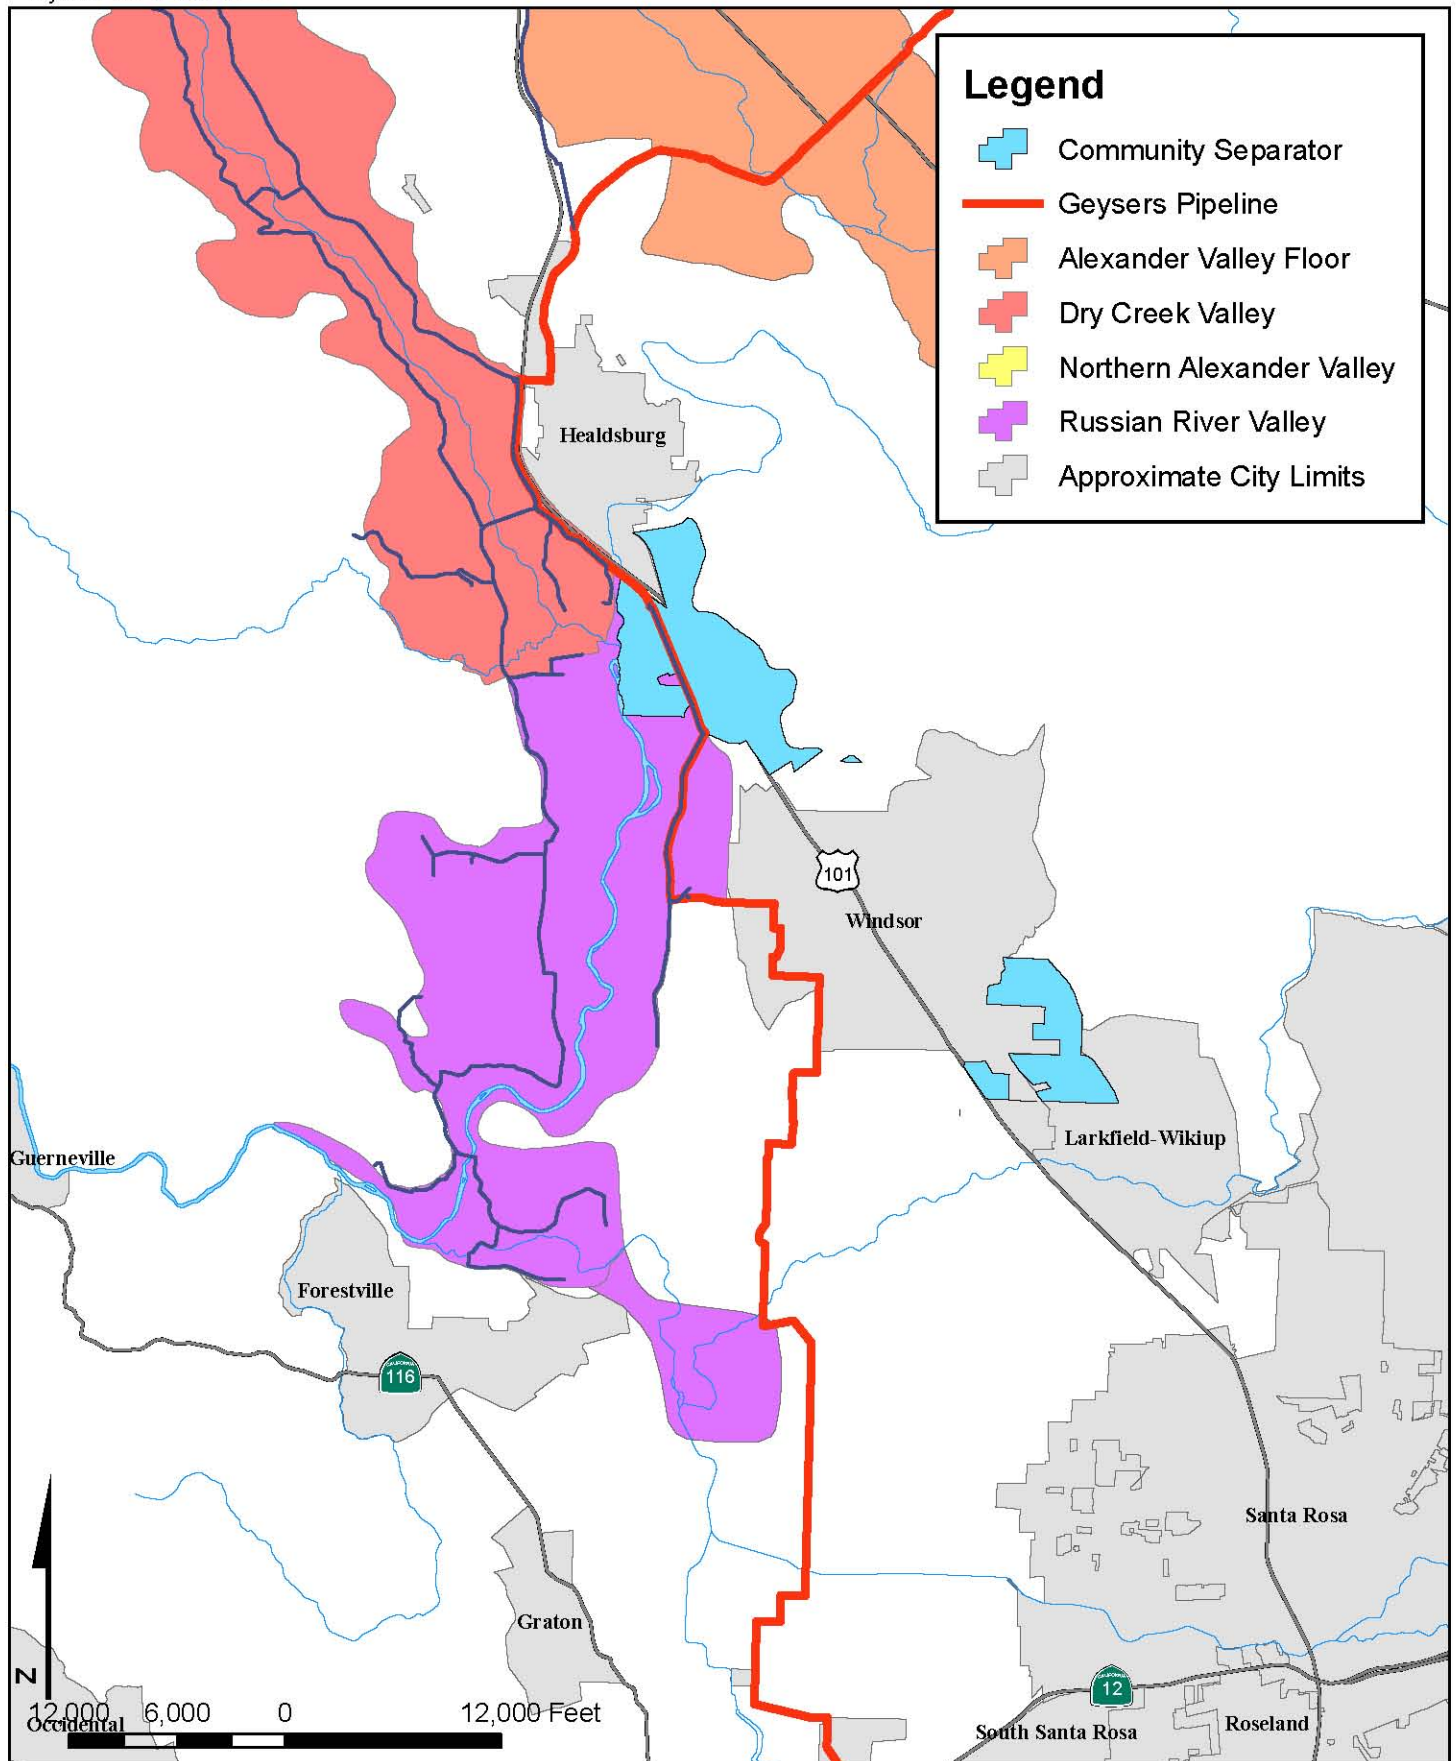 Legend
Community Separator
Geysers Pipeline
Alexander Valley Floor
Dry Creek Valley
Northern Alexander Valley
Russian River Valley
Approximate City Limits
Healdsburg
101
Windsor
Larkfield-Wikiup
Guerneville
Forestville
CALIFORNIA
116
Santa Rosa
Graton
N
CALIFORNIA
12
12,000 6,000 0 12,000 Feet
Occidental
South Santa Rosa
Roseland